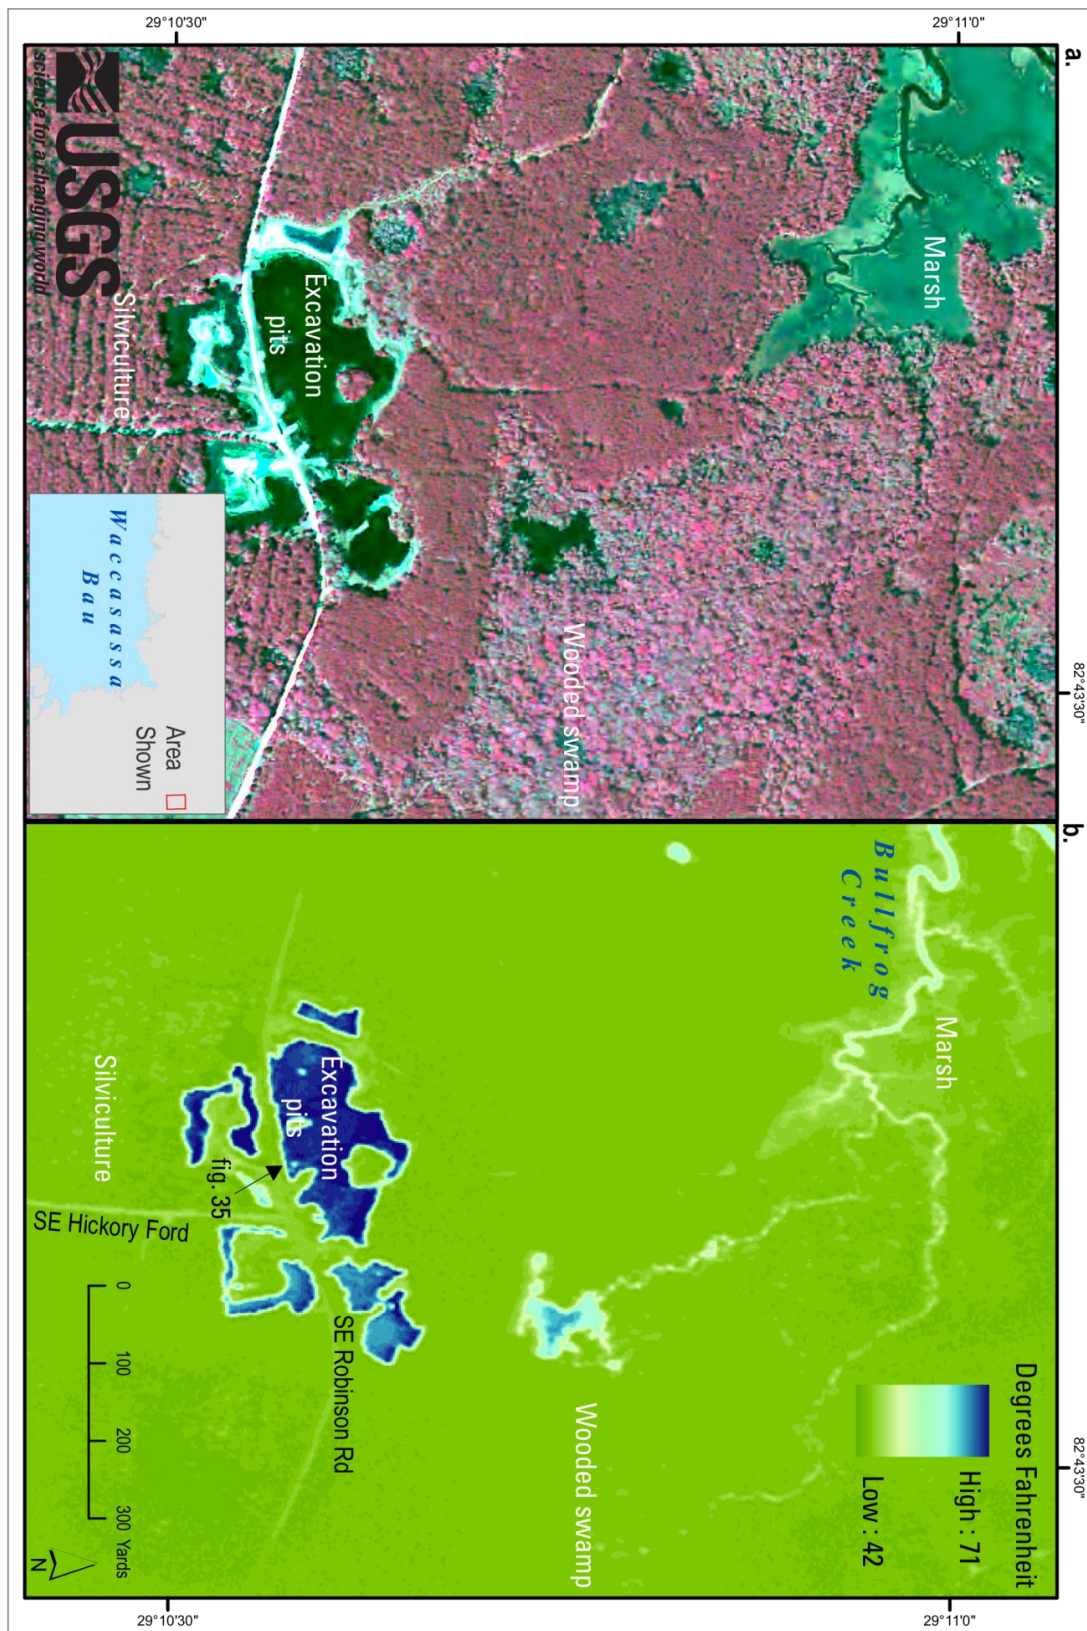 a.
82°43'30"
29°11'0"
29°10'30"
Marsh
Wooded swamp
Excavation
pits
Silviculture
USGS
science for a changing world
Waccasassa
Bau
Area
Shown
b.
82°43'30"
29°11'0"
29°10'30"
Bullfrog
Creek
Marsh
Degrees Fahrenheit
High : 71
Low : 42
Wooded swamp
Excavation
pits
fig. 35
SE Robinson Rd
Silviculture
SE Hickory Ford
0 100 200 300 Yards
N